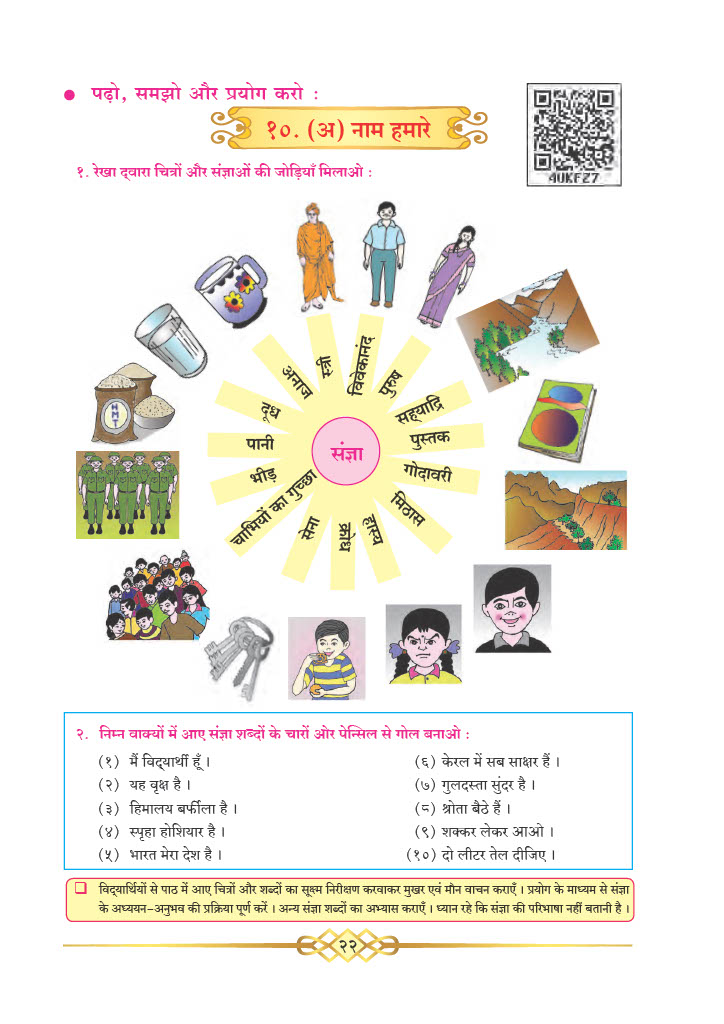 ● पढ़ो, समझो और प्रयोग करो :
१०. (अ) नाम हमारे
4UKFZ7
१. रेखा द्‌वारा चित्रों और संज्ञाओं की जोड़ियाँ मिलाओ :
स्त्री
विवेकानंद
पुरुष
सह्‌याद्रि
पुस्तक
गोदावरी
मिठास
हास्य
क्रोध
सेना
चाभियों का गुच्छा
भीड़
पानी
दूध
अनाज
संज्ञा
HMT
२. निम्न वाक्यों में आए संज्ञा शब्दों के चारों ओर पेन्सिल से गोल बनाओ :
(१) मैं विद्‌यार्थी हूँ ।
(२) यह वृक्ष है ।
(३) हिमालय बर्फीला है ।
(४) स्पृहा होशियार है ।
(५) भारत मेरा देश है ।
(६) केरल में सब साक्षर हैं ।
(७) गुलदस्ता सुंदर है ।
(८) श्रोता बैठे हैं ।
(९) शक्कर लेकर आओ ।
(१०) दो लीटर तेल दीजिए ।
❑ विद्‌यार्थियों से पाठ में आए चित्रों और शब्दों का सूक्ष्म निरीक्षण करवाकर मुखर एवं मौन वाचन कराएँ । प्रयोग के माध्यम से संज्ञा
के अध्ययन-अनुभव की प्रक्रिया पूर्ण करें । अन्य संज्ञा शब्दों का अभ्यास कराएँ । ध्यान रहे कि संज्ञा की परिभाषा नहीं बतानी है ।
२२